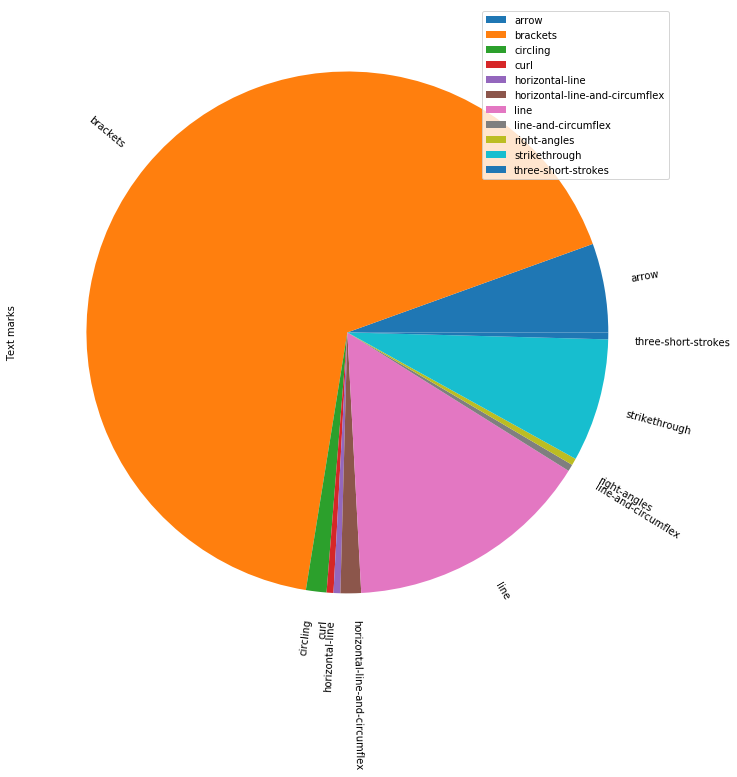 arrow
brackets
circling
curl
horizontal-line
horizontal-line-and-circumflex
line
line-and-circumflex
right-angles
strikethrough
three-short-strokes
brackets
arrow
three-short-strokes
Text marks
strikethrough
right-angles
line-and-circumflex
line
circling
curl
horizontal-line
horizontal-line-and-circumflex